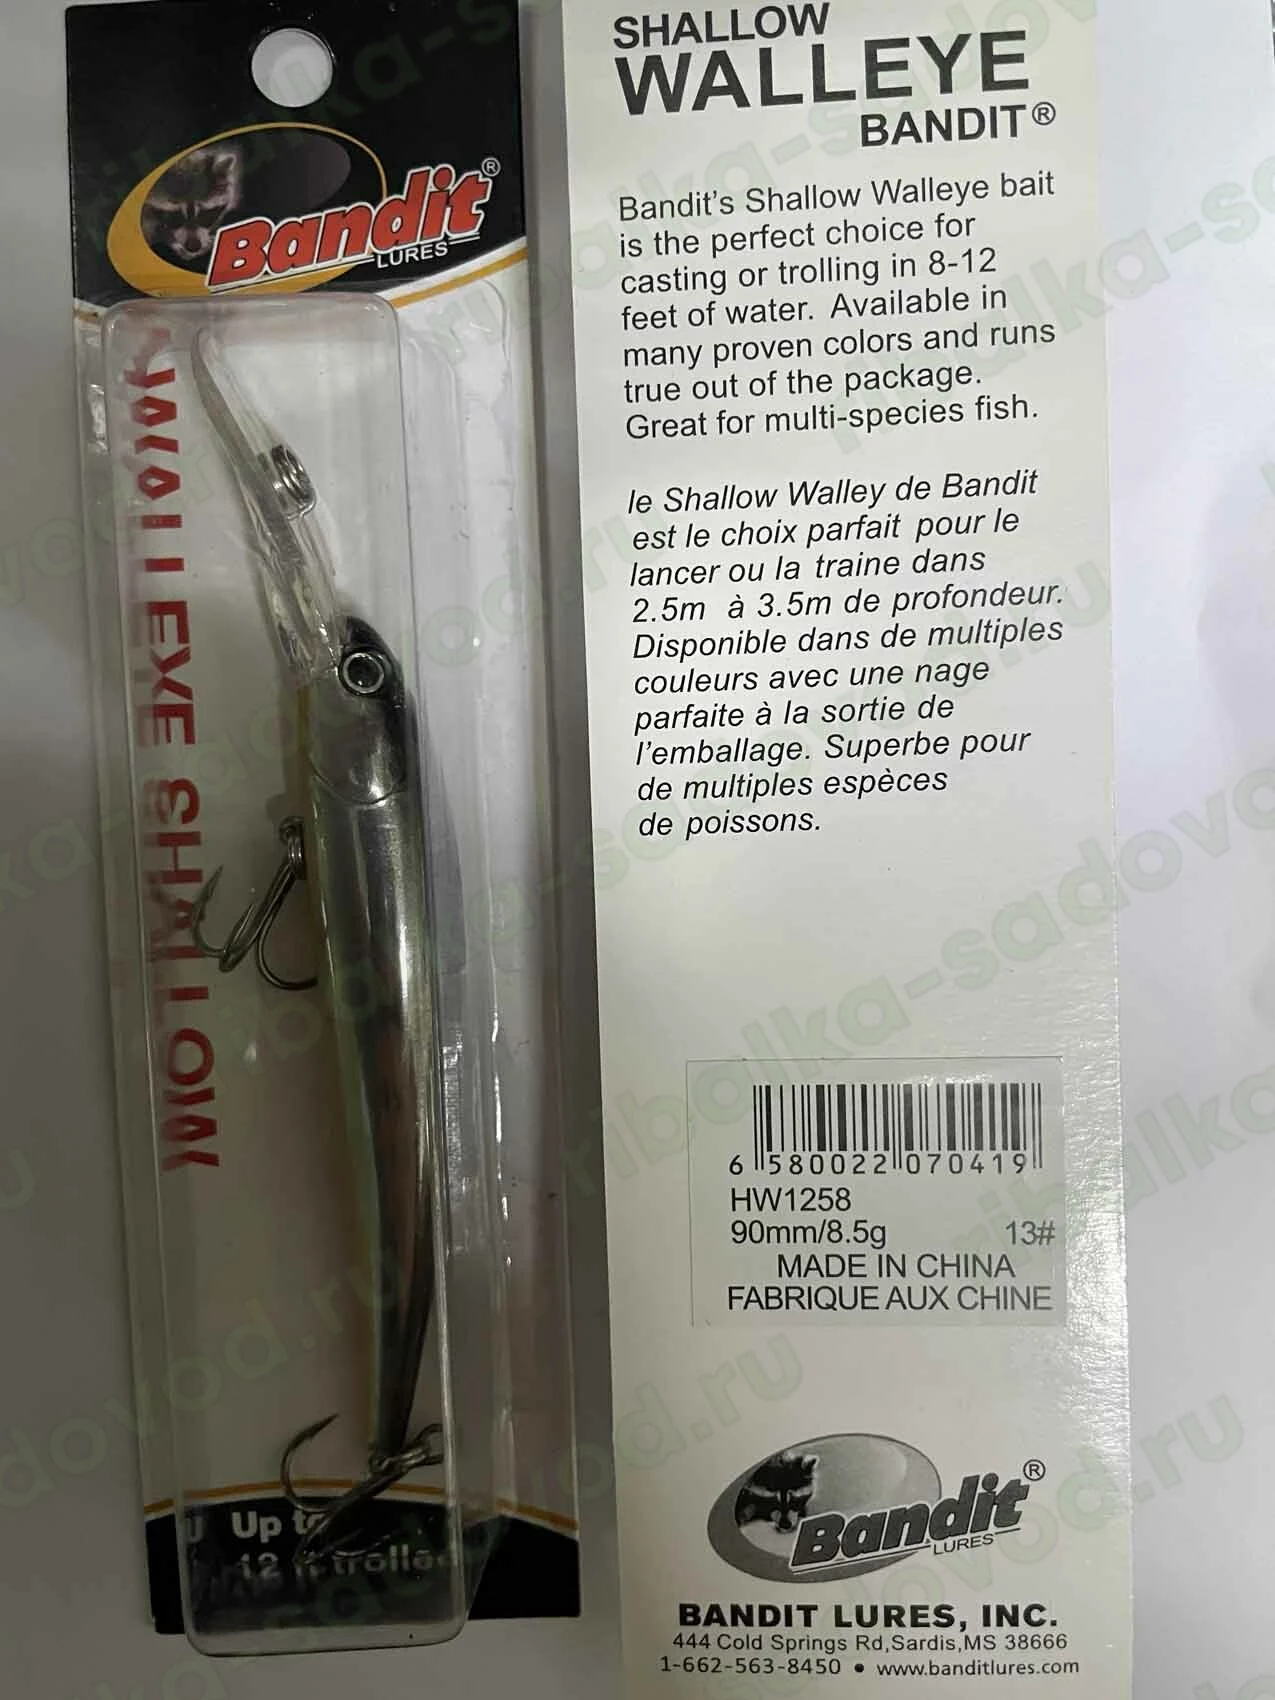 Bandit®
LURES
WALLEYE SHALLOW
Up to
12 ft trolled
SHALLOW
WALLEYE
BANDIT®
Bandit's Shallow Walleye bait
is the perfect choice for
casting or trolling in 8-12
feet of water. Available in
many proven colors and runs
true out of the package.
Great for multi-species fish.
le Shallow Walley de Bandit
est le choix parfait pour le
lancer ou la traine dans
2.5m à 3.5m de profondeur.
Disponible dans de multiples
couleurs avec une nage
parfaite à la sortie de
l'emballage. Superbe pour
de multiples espèces
de poissons.
6 580022 070419
HW1258
90mm/8.5g 13#
MADE IN CHINA
FABRIQUE AUX CHINE
Bandit®
LURES
BANDIT LURES, INC.
444 Cold Springs Rd,Sardis,MS 38666
1-662-563-8450 • www.banditlures.com
ribalka-sadovod.ru